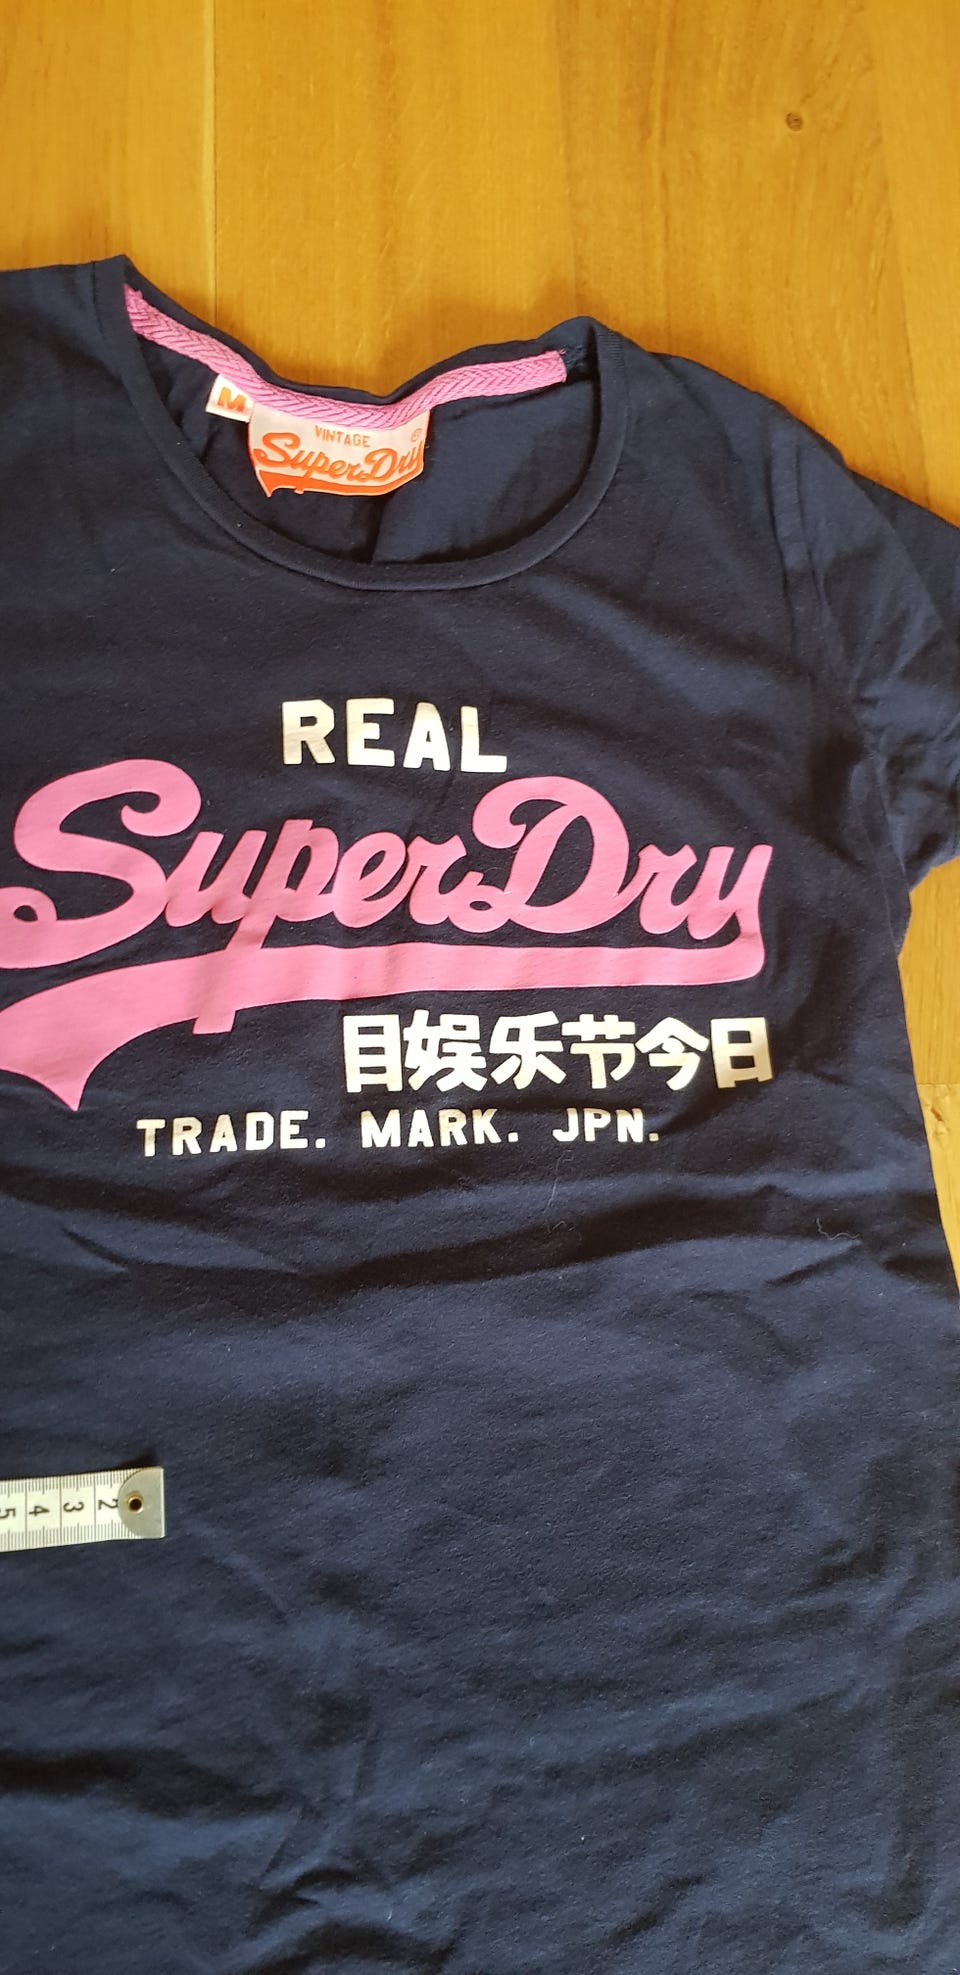 M
VINTAGE ®
SuperDry
REAL
SuperDry
目娱乐节今日
TRADE. MARK. JPN.
5 4 3 2